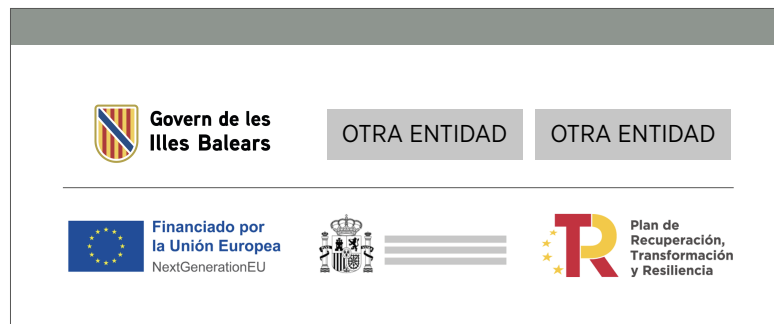 Govern de les
Illes Balears
OTRA ENTIDAD
OTRA ENTIDAD
Financiado por
la Unión Europea
NextGenerationEU
TR
Plan de
Recuperación,
Transformación
y Resiliencia